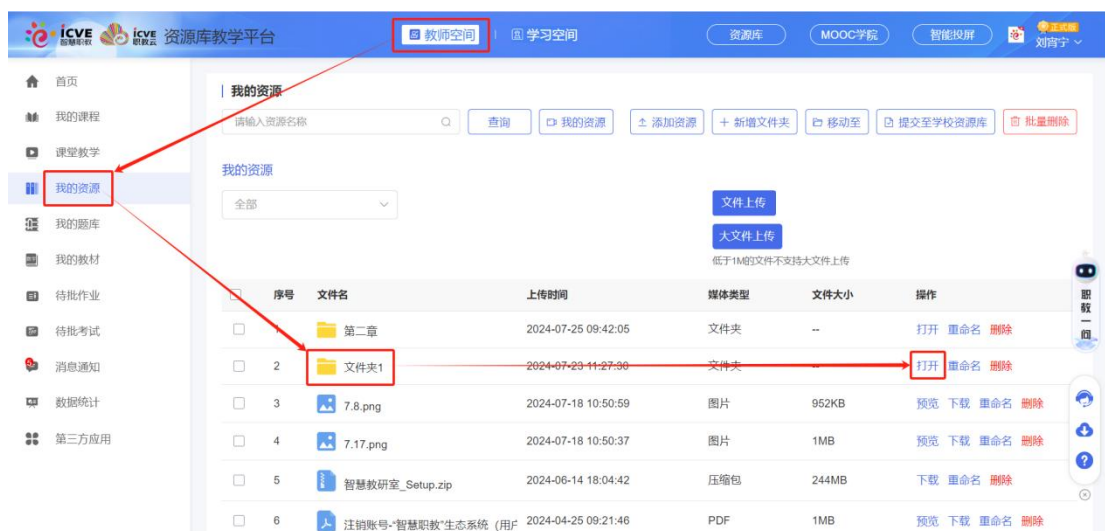 icve 智慧职教 icve 职教云 资源库教学平台 教师空间 学习空间 资源库 MOOC学院 智能投屏 正式版 刘宵宁
首页
我的课程
课堂教学
我的资源
我的题库
我的教材
待批作业
待批考试
消息通知
数据统计
第三方应用
我的资源
请输入资源名称 查询 我的资源 添加资源 新增文件夹 移动至 提交至学校资源库 批量删除
我的资源
全部 文件上传
大文件上传
低于1M的文件不支持大文件上传
序号 文件名 上传时间 媒体类型 文件大小 操作
1 第二章 2024-07-25 09:42:05 文件夹 -- 打开 重命名 删除
2 文件夹1 2024-07-23 11:27:30 文件夹 -- 打开 重命名 删除
3 7.8.png 2024-07-18 10:50:59 图片 952KB 预览 下载 重命名 删除
4 7.17.png 2024-07-18 10:50:37 图片 1MB 预览 下载 重命名 删除
5 智慧教研室_Setup.zip 2024-06-14 18:04:42 压缩包 244MB 下载 重命名 删除
6 注销账号-“智慧职教”生态系统（用户 2024-04-25 09:21:46 PDF 1MB 预览 下载 重命名 删除
职教一问